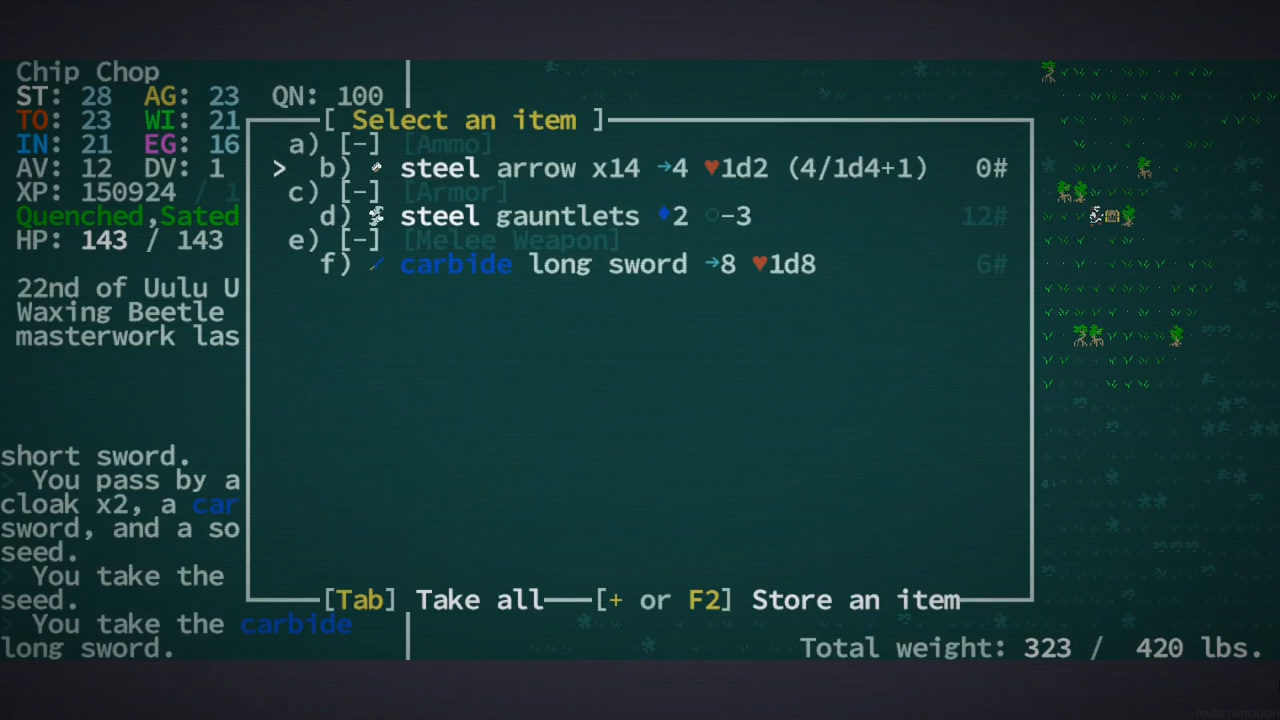 Chip Chop
ST: 28 AG: 23 QN: 100
[ Select an item ]
TO: 23 WI: 21
a) [-] [Ammo]
IN: 21 EG: 16
> b) steel arrow x14 →4 ♥1d2 (4/1d4+1) 0#
AV: 12 DV: 1
c) [-] [Armor]
XP: 150924 / 1
d) steel gauntlets ♦2 ○-3 12#
Quenched,Sated
e) [-] [Melee Weapon]
HP: 143 / 143
f) carbide long sword →8 ♥1d8 6#
22nd of Uulu U
Waxing Beetle
masterwork las
short sword.
> You pass by a
cloak x2, a car
sword, and a so
seed.
> You take the
seed.
> You take the carbide
long sword.
[Tab] Take all [+ or F2] Store an item
Total weight: 323 / 420 lbs.